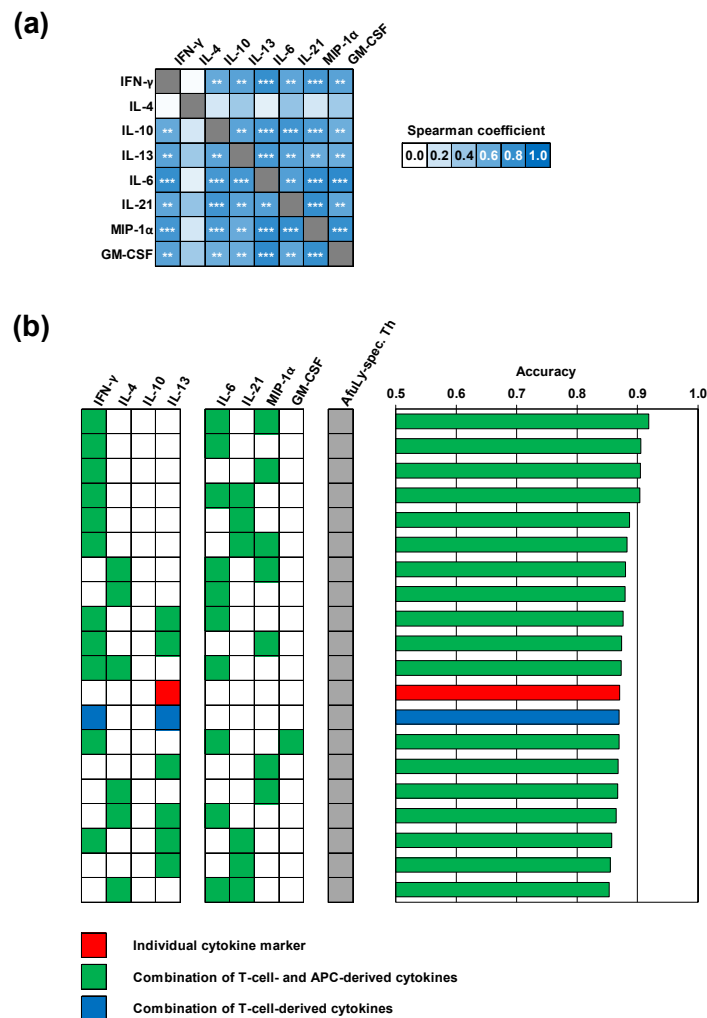 (a)
IFN-γ IL-4 IL-10 IL-13 IL-6 IL-21 MIP-1α GM-CSF
IFN-γ ** ** *** ** *** **
IL-4
IL-10 ** ** *** *** *** **
IL-13 ** ** *** ** ** **
IL-6 *** *** *** ** *** ***
IL-21 ** *** ** ** *** **
MIP-1α *** *** ** *** *** ***
GM-CSF ** ** ** *** ** ***
Spearman coefficient
0.0 0.2 0.4 0.6 0.8 1.0
(b)
IFN-γ IL-4 IL-10 IL-13 IL-6 IL-21 MIP-1α GM-CSF AfuLy-spec. Th
Accuracy
0.5 0.6 0.7 0.8 0.9 1.0
Individual cytokine marker
Combination of T-cell- and APC-derived cytokines
Combination of T-cell-derived cytokines